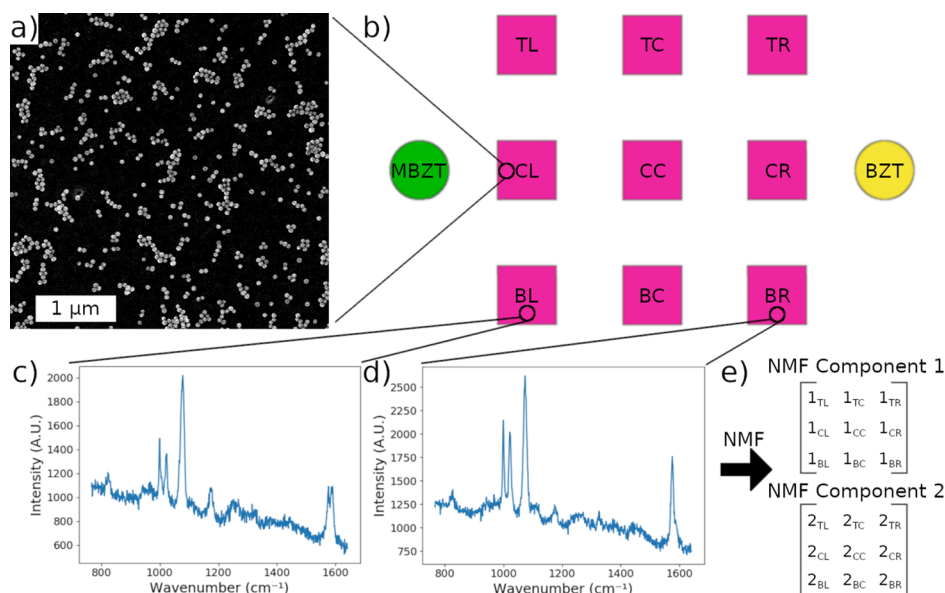 a)
1 µm
b)
TL TC TR
MBZT CL CC CR BZT
BL BC BR
c)
2000
1800
1600
1400
1200
1000
800
600
Intensity (A.U.)
800 1000 1200 1400 1600
Wavenumber (cm⁻¹)
d)
2500
2250
2000
1750
1500
1250
1000
750
Intensity (A.U.)
800 1000 1200 1400 1600
Wavenumber (cm⁻¹)
e)
NMF
NMF Component 1
1TL 1TC 1TR
1CL 1CC 1CR
1BL 1BC 1BR
NMF Component 2
2TL 2TC 2TR
2CL 2CC 2CR
2BL 2BC 2BR